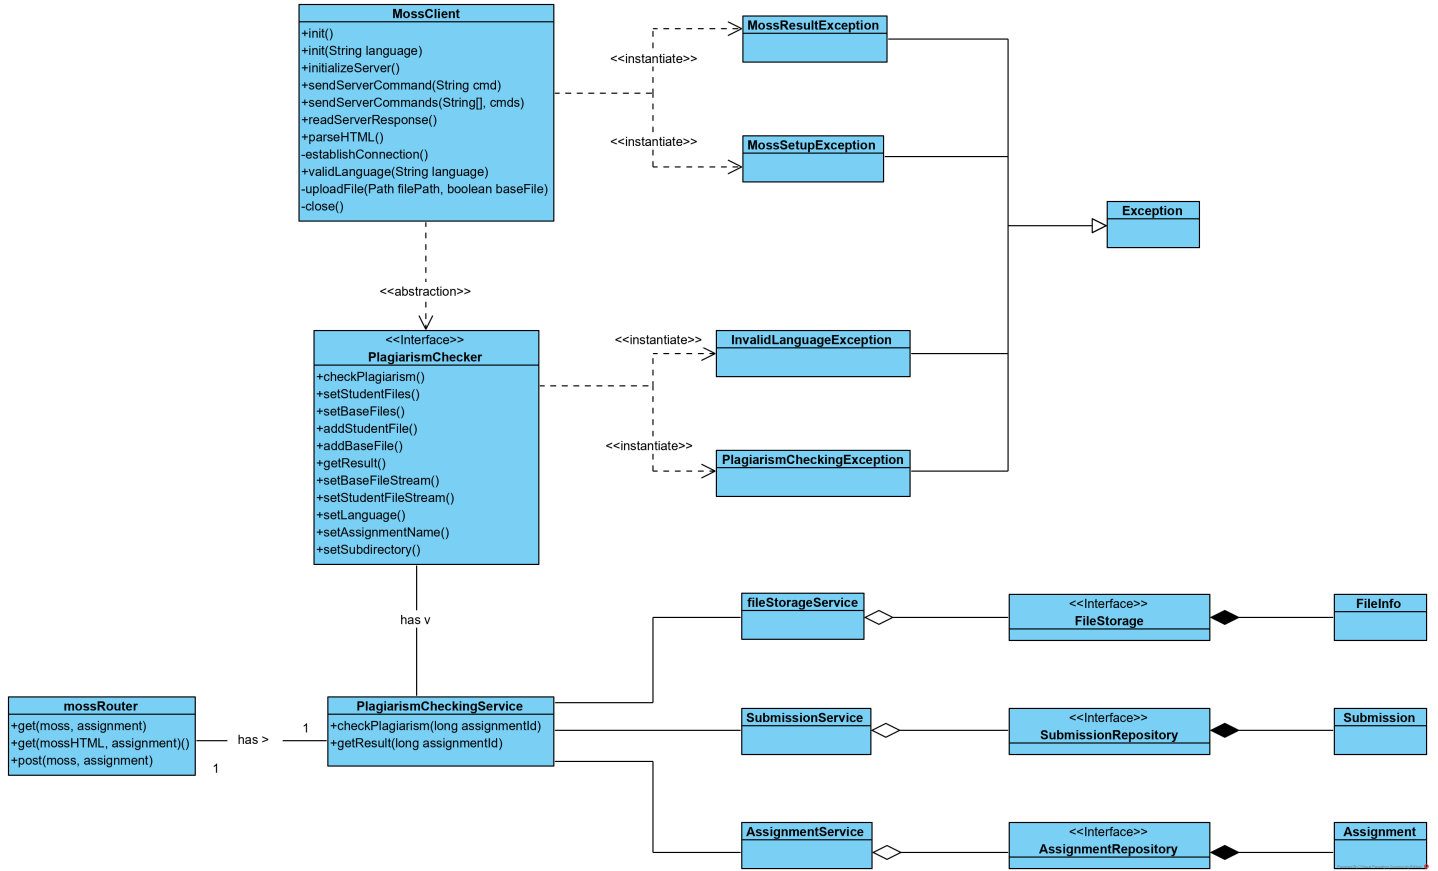 MossClient
+init()
+init(String language)
+initializeServer()
+sendServerCommand(String cmd)
+sendServerCommands(String[], cmds)
+readServerResponse()
+parseHTML()
-establishConnection()
+validLanguage(String language)
-uploadFile(Path filePath, boolean baseFile)
-close()
<<instantiate>>
<<instantiate>>
MossResultException
MossSetupException
Exception
<<abstraction>>
<<Interface>>
PlagiarismChecker
+checkPlagiarism()
+setStudentFiles()
+setBaseFiles()
+addStudentFile()
+addBaseFile()
+getResult()
+setBaseFileStream()
+setStudentFileStream()
+setLanguage()
+setAssignmentName()
+setSubdirectory()
<<instantiate>>
<<instantiate>>
InvalidLanguageException
PlagiarismCheckingException
has v
mossRouter
+get(moss, assignment)
+get(mossHTML, assignment)()
+post(moss, assignment)
1
has >
1
PlagiarismCheckingService
+checkPlagiarism(long assignmentId)
+getResult(long assignmentId)
fileStorageService
<<Interface>>
FileStorage
FileInfo
SubmissionService
<<Interface>>
SubmissionRepository
Submission
AssignmentService
<<Interface>>
AssignmentRepository
Assignment